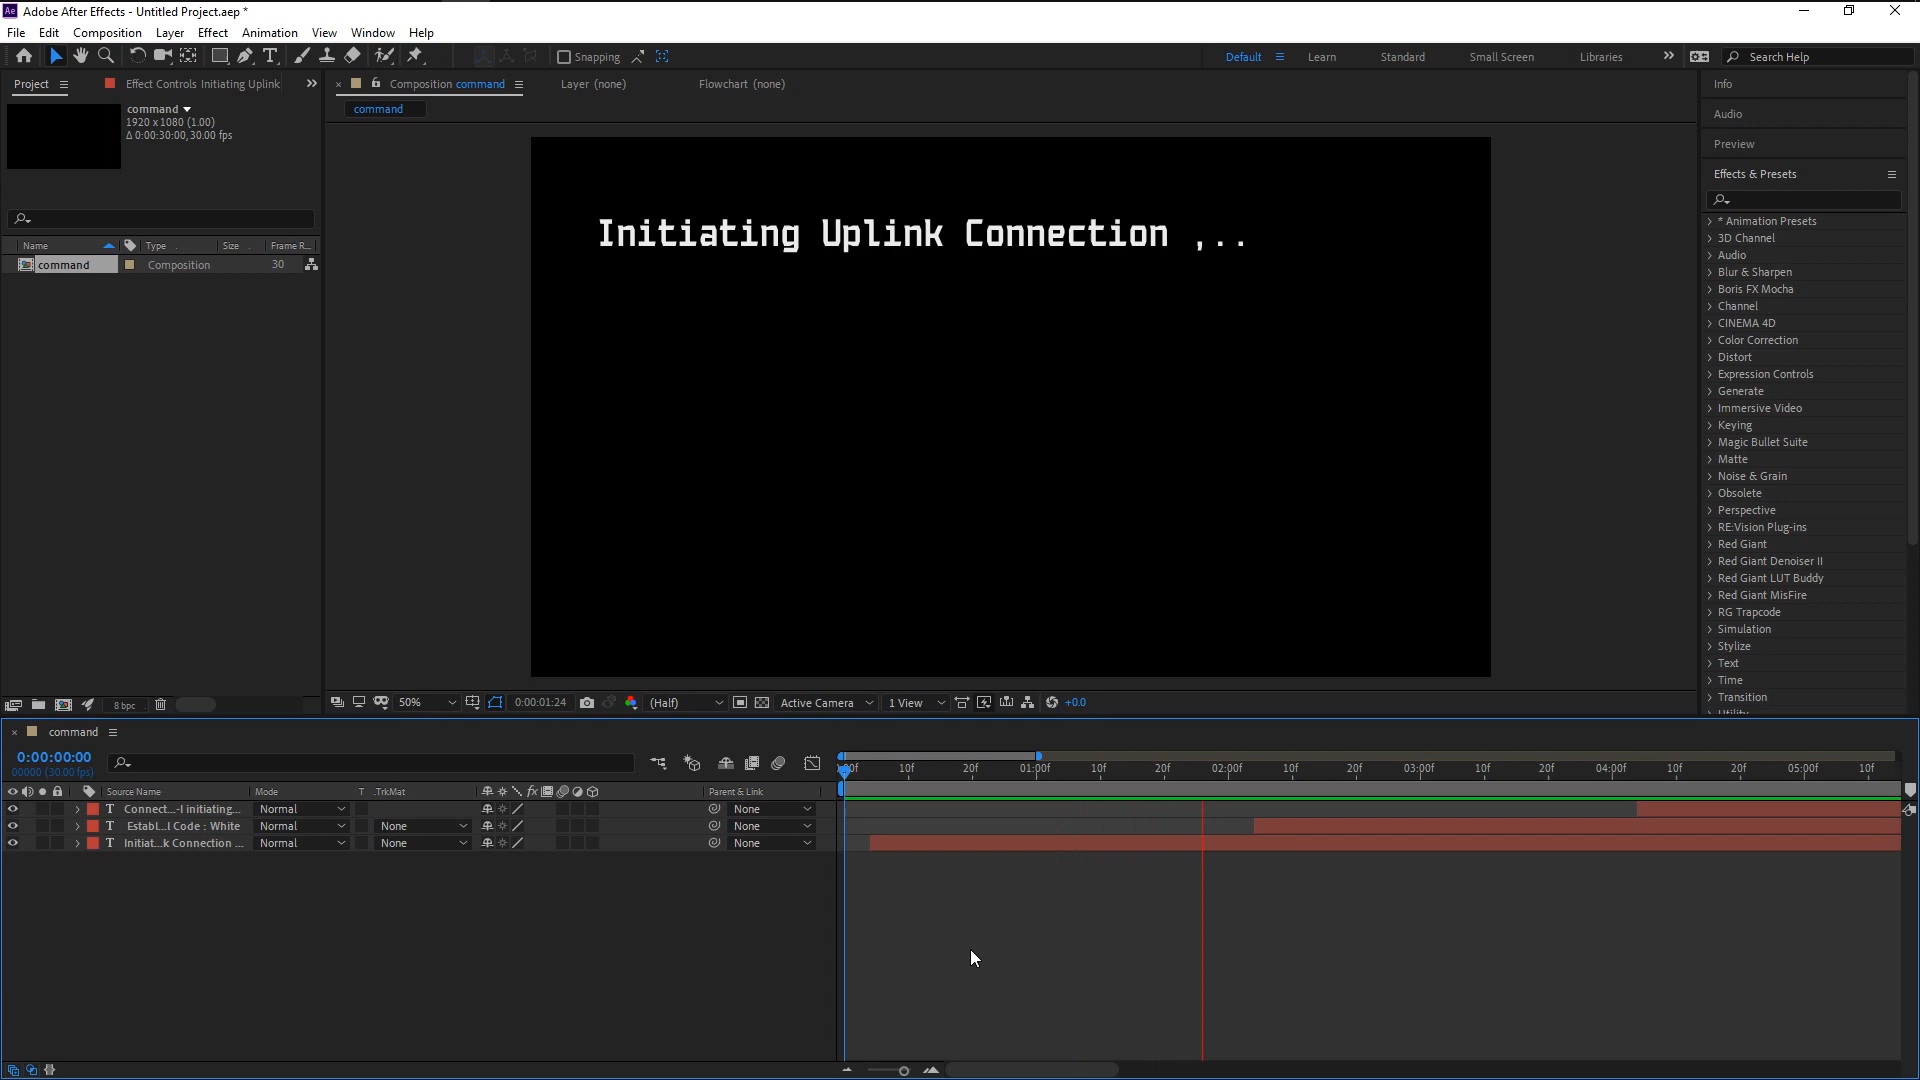 Ae Adobe After Effects - Untitled Project.aep *
File Edit Composition Layer Effect Animation View Window Help
Snapping Default Learn Standard Small Screen Libraries Search Help
Project Effect Controls Initiating Uplink Composition command Layer (none) Flowchart (none) Info
command
1920 x 1080 (1.00)
Δ 0:00:30:00, 30.00 fps
command
Audio
Preview
Effects & Presets
Initiating Uplink Connection ,..
Name Type Size Frame R...
command Composition 30
* Animation Presets
3D Channel
Audio
Blur & Sharpen
Boris FX Mocha
Channel
CINEMA 4D
Color Correction
Distort
Expression Controls
Generate
Immersive Video
Keying
Magic Bullet Suite
Matte
Noise & Grain
Obsolete
Perspective
RE:Vision Plug-ins
Red Giant
Red Giant Denoiser II
Red Giant LUT Buddy
Red Giant MisFire
RG Trapcode
Simulation
Stylize
Text
Time
Transition
Utility
8 bpc 50% 0:00:01:24 (Half) Active Camera 1 View +0.0
command
0:00:00:00
00000 (30.00 fps)
:00f 10f 20f 01:00f 10f 20f 02:00f 10f 20f 03:00f 10f 20f 04:00f 10f 20f 05:00f 10f
Source Name Mode T .TrkMat fx Parent & Link
T Connect...-l initiating... Normal None
T Establ...l Code : White Normal None None
T Initiat...k Connection ... Normal None None